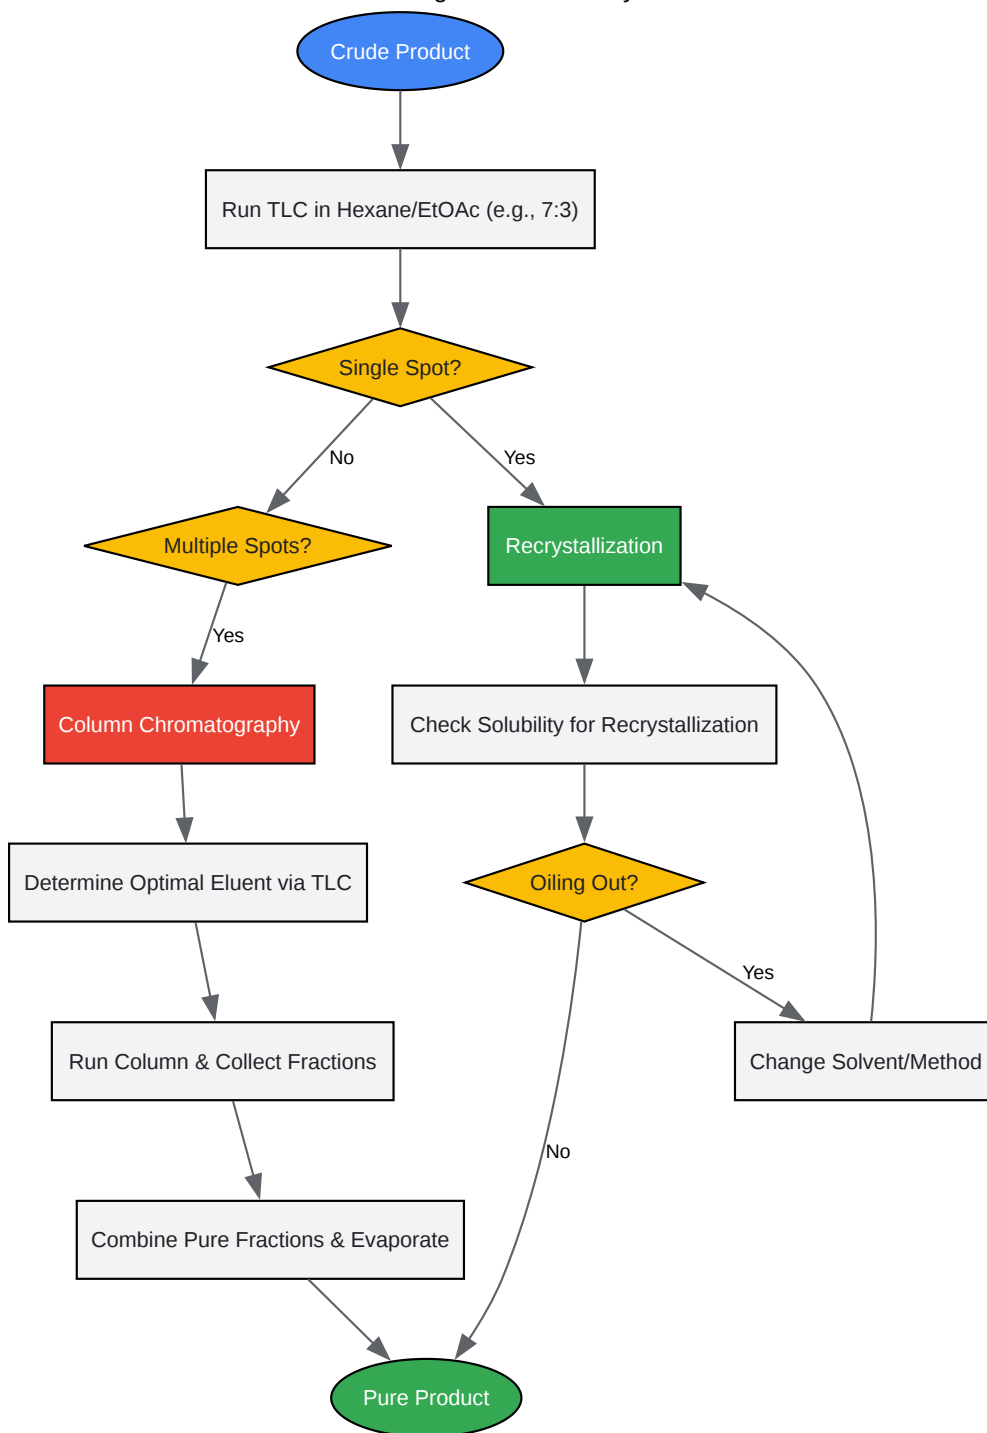 Crude Product
Run TLC in Hexane/EtOAc (e.g., 7:3)
Single Spot?
No
Yes
Multiple Spots?
Recrystallization
Yes
Column Chromatography
Check Solubility for Recrystallization
Determine Optimal Eluent via TLC
Oiling Out?
Yes
Run Column & Collect Fractions
Change Solvent/Method
No
Combine Pure Fractions & Evaporate
Pure Product